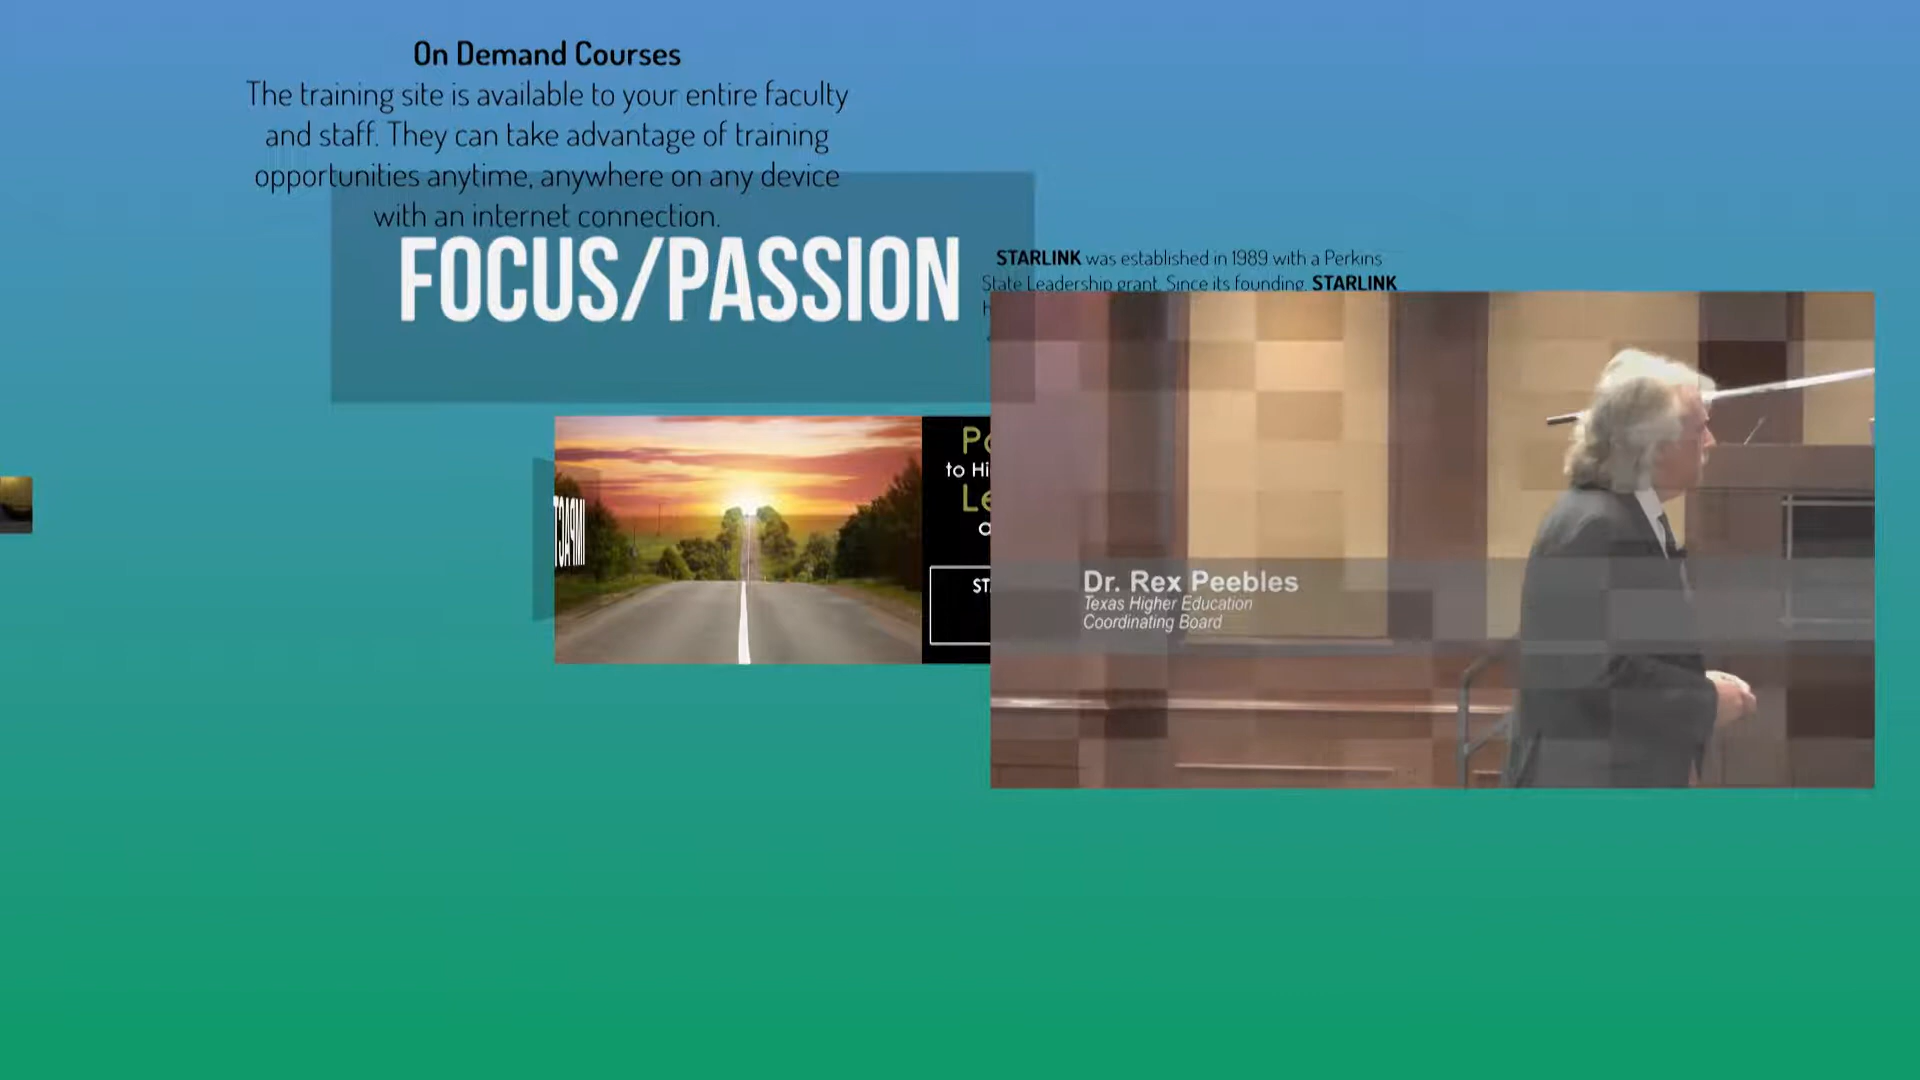 On Demand Courses
The training site is available to your entire faculty
and staff. They can take advantage of training
opportunities anytime, anywhere on any device
with an internet connection.
FOCUS/PASSION
STARLINK was established in 1989 with a Perkins
State Leadership grant. Since its founding, STARLINK
to Hi
IMPACT
Dr. Rex Peebles
Texas Higher Education
Coordinating Board